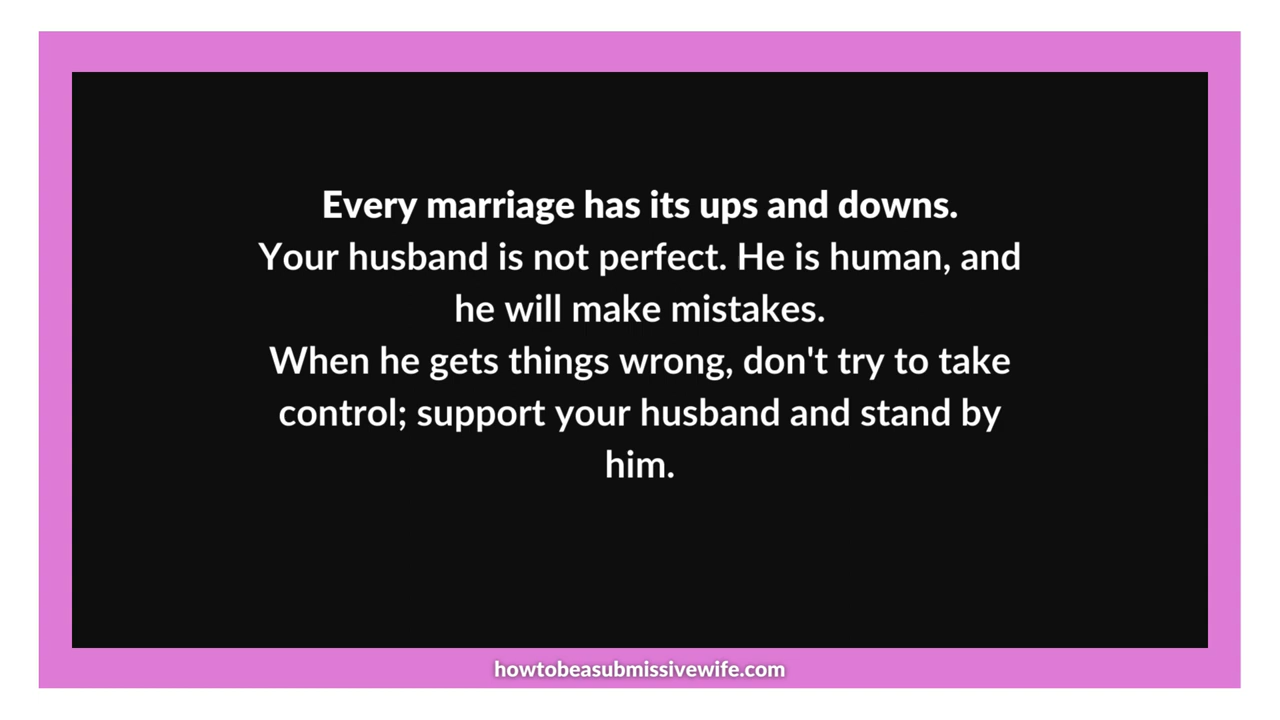 Every marriage has its ups and downs.
Your husband is not perfect. He is human, and
he will make mistakes.
When he gets things wrong, don't try to take
control; support your husband and stand by
him.
howtobeasubmissivewife.com